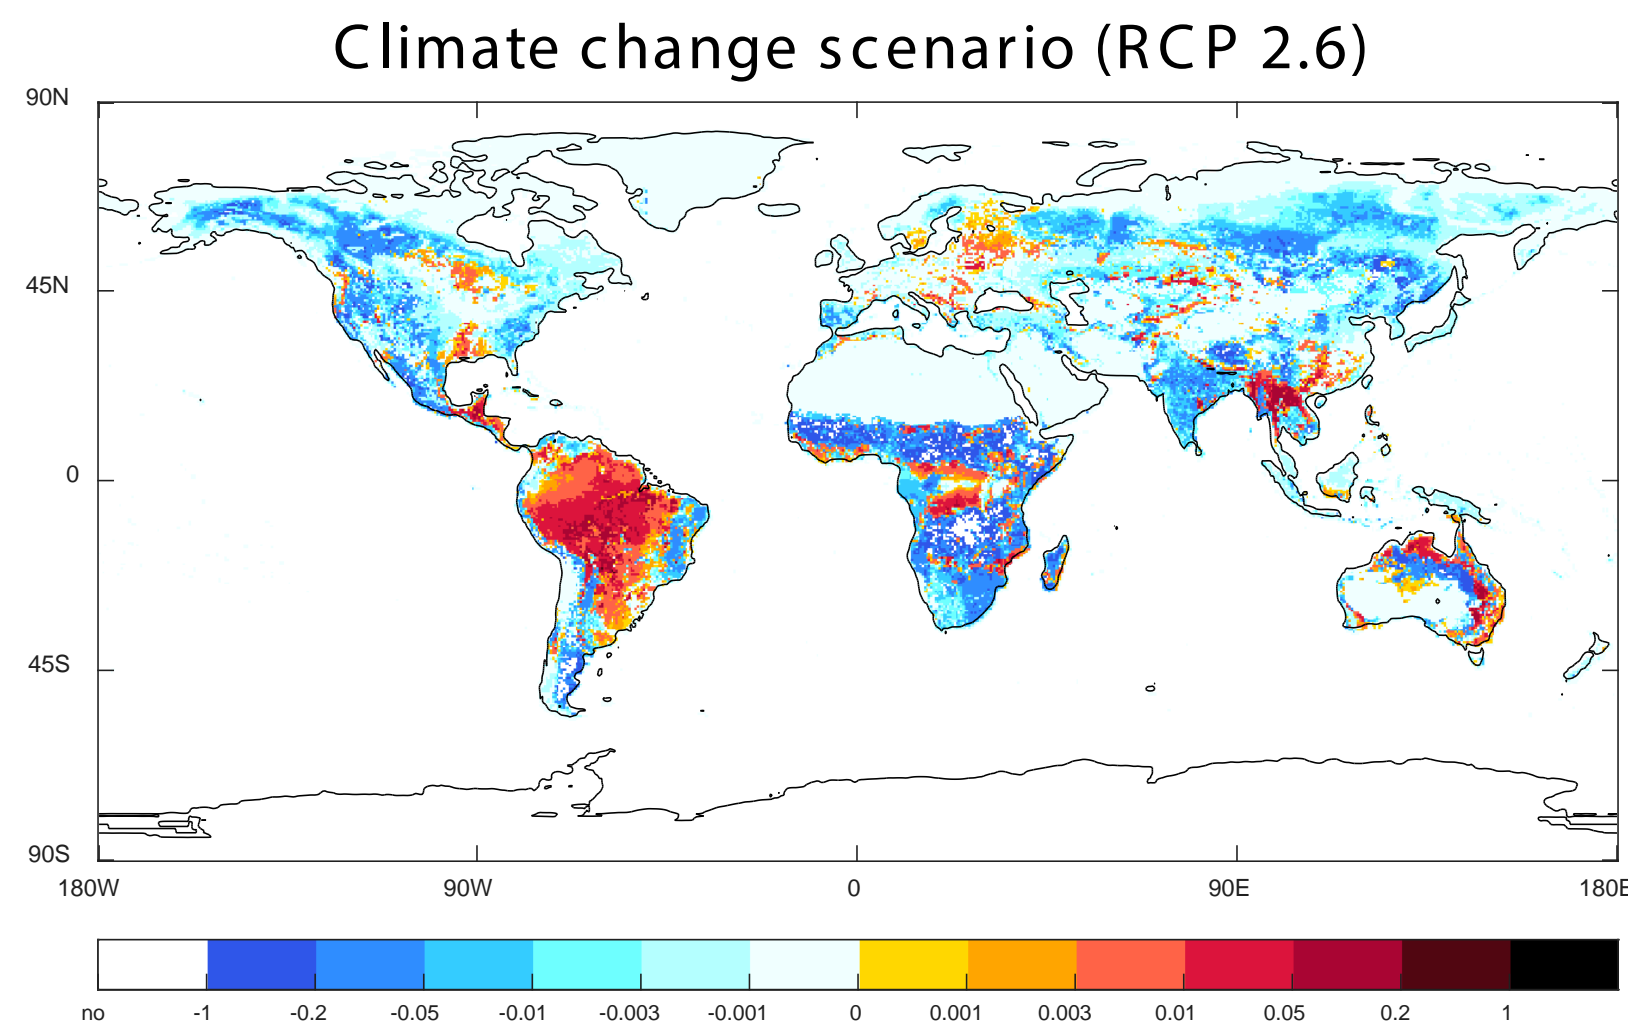 Climate change scenario (RCP 2.6)
90N
45N
0
45S
90S
180W 90W 0 90E 180E
no -1 -0.2 -0.05 -0.01 -0.003 -0.001 0 0.001 0.003 0.01 0.05 0.2 1